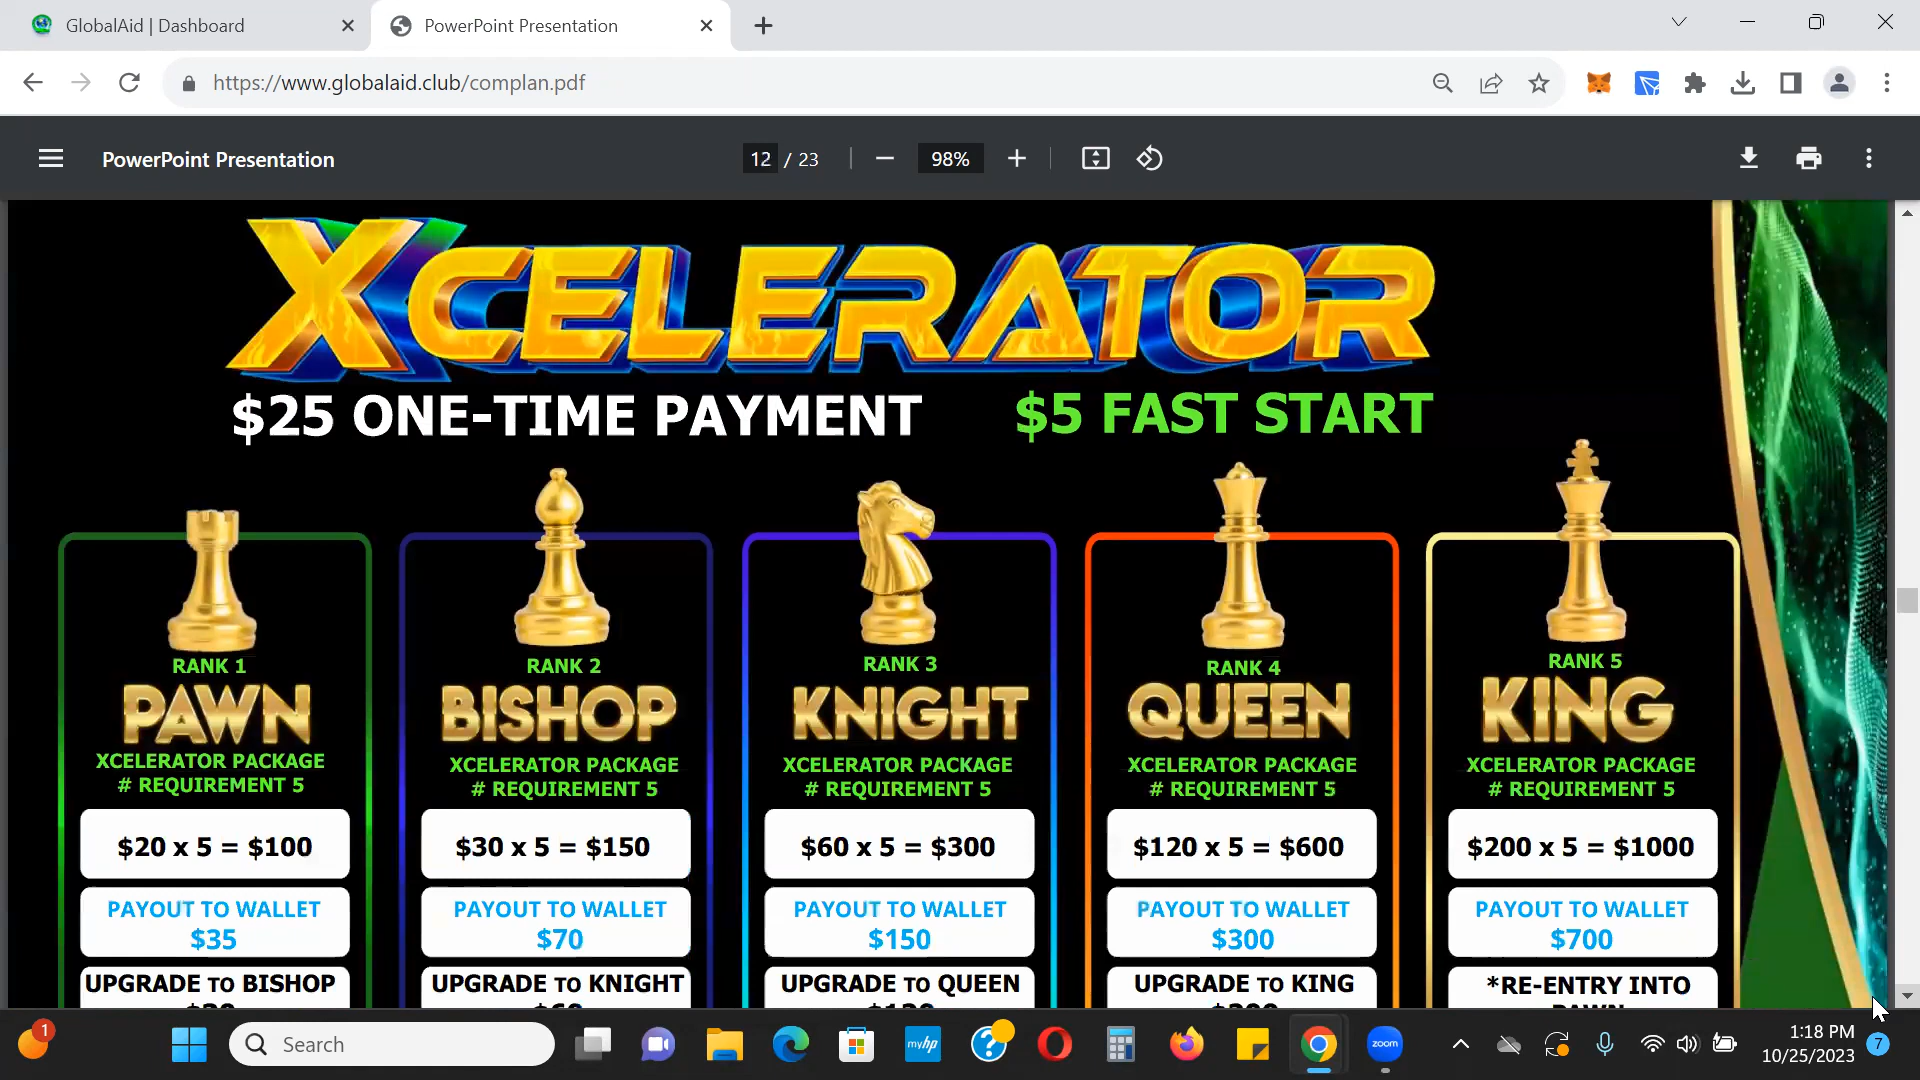 GlobalAid | Dashboard
PowerPoint Presentation
https://www.globalaid.club/complan.pdf
PowerPoint Presentation
12 / 23
98%
XCELERATOR
$25 ONE-TIME PAYMENT
$5 FAST START
RANK 1
PAWN
XCELERATOR PACKAGE
# REQUIREMENT 5
$20 x 5 = $100
PAYOUT TO WALLET
$35
UPGRADE TO BISHOP
RANK 2
BISHOP
XCELERATOR PACKAGE
# REQUIREMENT 5
$30 x 5 = $150
PAYOUT TO WALLET
$70
UPGRADE TO KNIGHT
RANK 3
KNIGHT
XCELERATOR PACKAGE
# REQUIREMENT 5
$60 x 5 = $300
PAYOUT TO WALLET
$150
UPGRADE TO QUEEN
RANK 4
QUEEN
XCELERATOR PACKAGE
# REQUIREMENT 5
$120 x 5 = $600
PAYOUT TO WALLET
$300
UPGRADE TO KING
RANK 5
KING
XCELERATOR PACKAGE
# REQUIREMENT 5
$200 x 5 = $1000
PAYOUT TO WALLET
$700
*RE-ENTRY INTO
1
Search
myhp
zoom
1:18 PM
10/25/2023
7